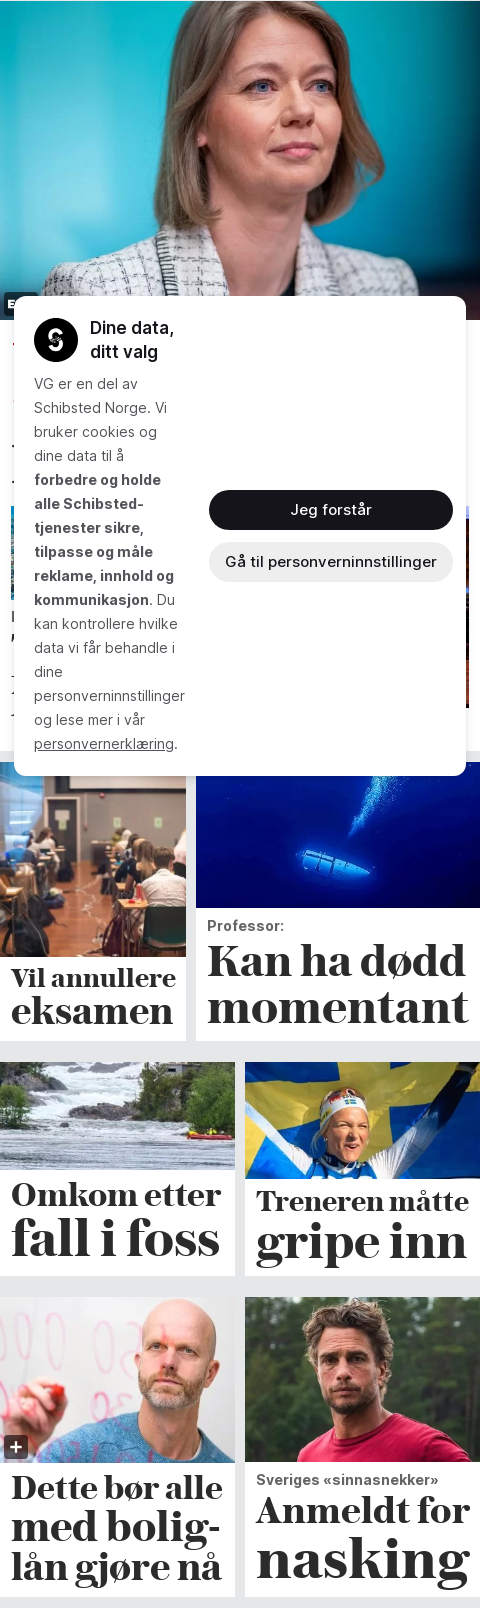 Dine data,
ditt valg
VG er en del av
Schibsted Norge. Vi
bruker cookies og
dine data til å
forbedre og holde
alle Schibsted-
tjenester sikre,
tilpasse og måle
reklame, innhold og
kommunikasjon. Du
kan kontrollere hvilke
data vi får behandle i
dine
personverninnstillinger
og lese mer i vår
personvernerklæring.
Jeg forstår
Gå til personverninnstillinger
Vil annullere
eksamen
Professor:
Kan ha dødd
momentant
Omkom etter
fall i foss
Treneren måtte
gripe inn
Dette bør alle
med bolig-
lån gjøre nå
Sveriges «sinnasnekker»
Anmeldt for
nasking